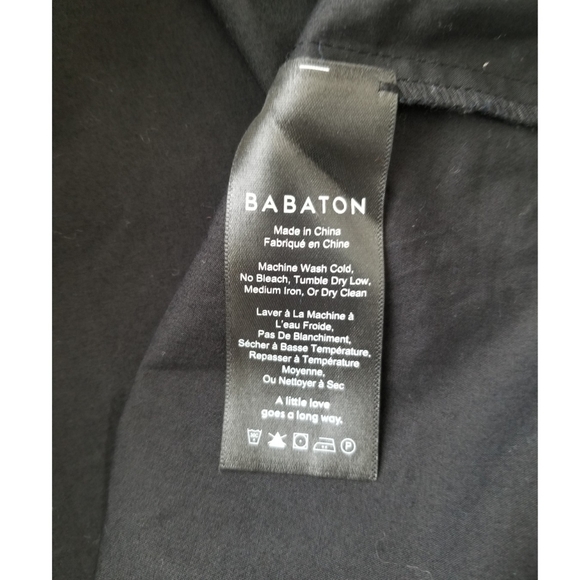 BABATON
Made in China
Fabriqué en Chine
Machine Wash Cold,
No Bleach, Tumble Dry Low,
Medium Iron, Or Dry Clean
Laver à La Machine à
L'eau Froide,
Pas De Blanchiment,
Sécher à Basse Température,
Repasser à Température
Moyenne,
Ou Nettoyer à Sec
A little love
goes a long way.
P